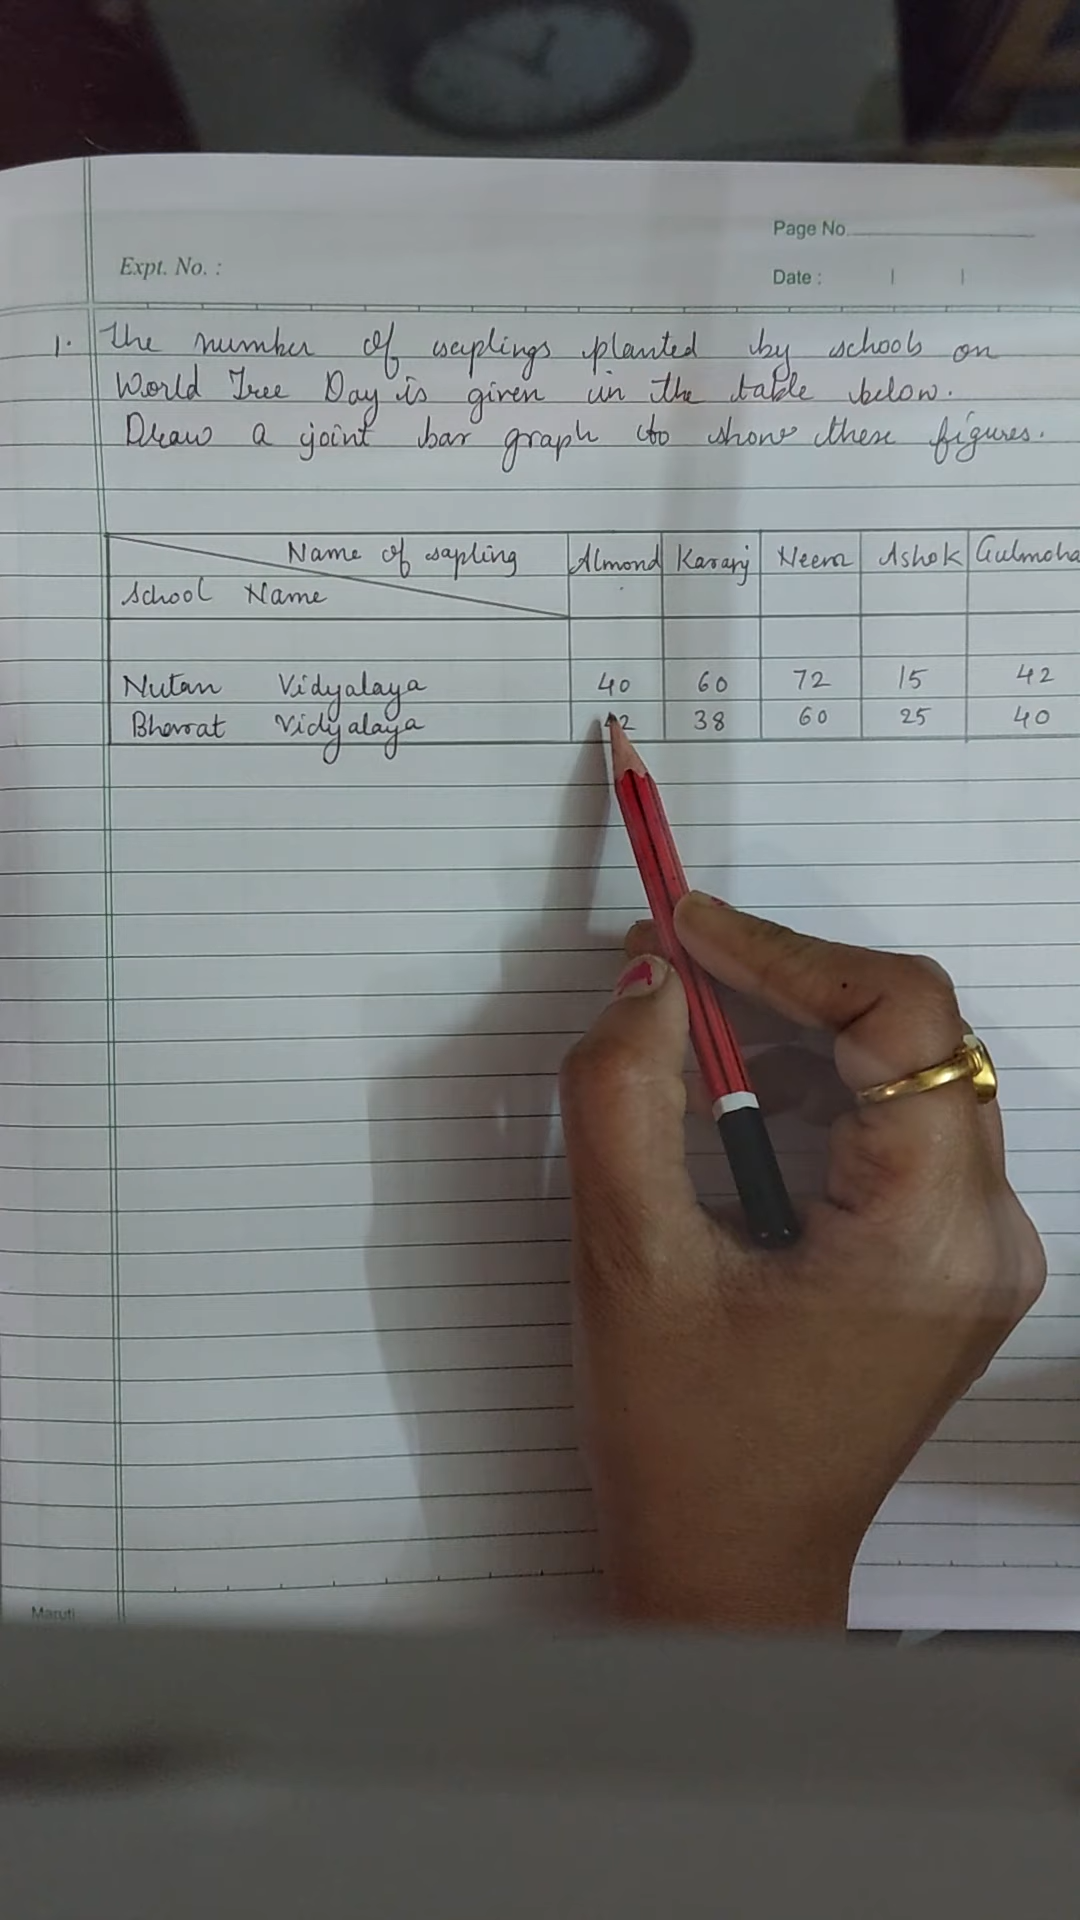 Page No.
Expt. No. :
Date :
1. The number of saplings planted by schools on
World Tree Day is given in the table below.
Draw a joint bar graph to show these figures.
Name of sapling Almond Karanj Neem Ashok Gulmoha
School Name
Nutan Vidyalaya 40 60 72 15 42
Bharat Vidyalaya 42 38 60 25 40
Maruti